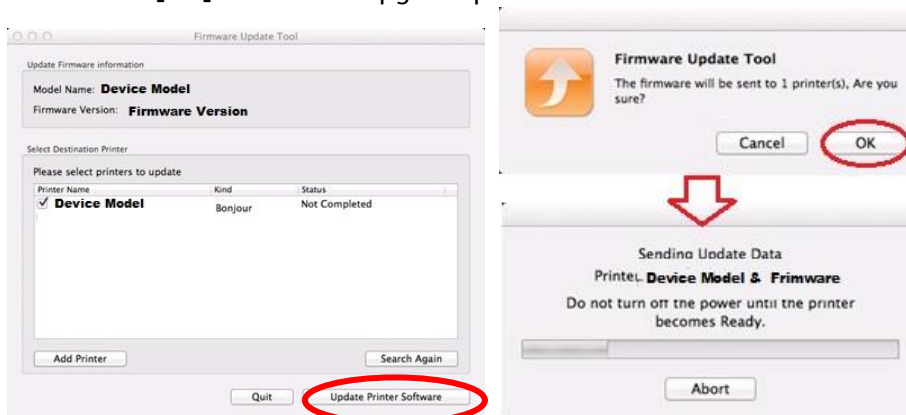 Firmware Update Tool
Update Firmware information
Model Name: Device Model
Firmware Version: Firmware Version
Select Destination Printer
Please select printers to update
Printer Name Kind Status
Device Model Bonjour Not Completed
Add Printer Search Again
Quit Update Printer Software
Firmware Update Tool
The firmware will be sent to 1 printer(s), Are you
sure?
Cancel OK
Sending Update Data
Printer Device Model & Frimware
Do not turn off the power until the printer
becomes Ready.
Abort